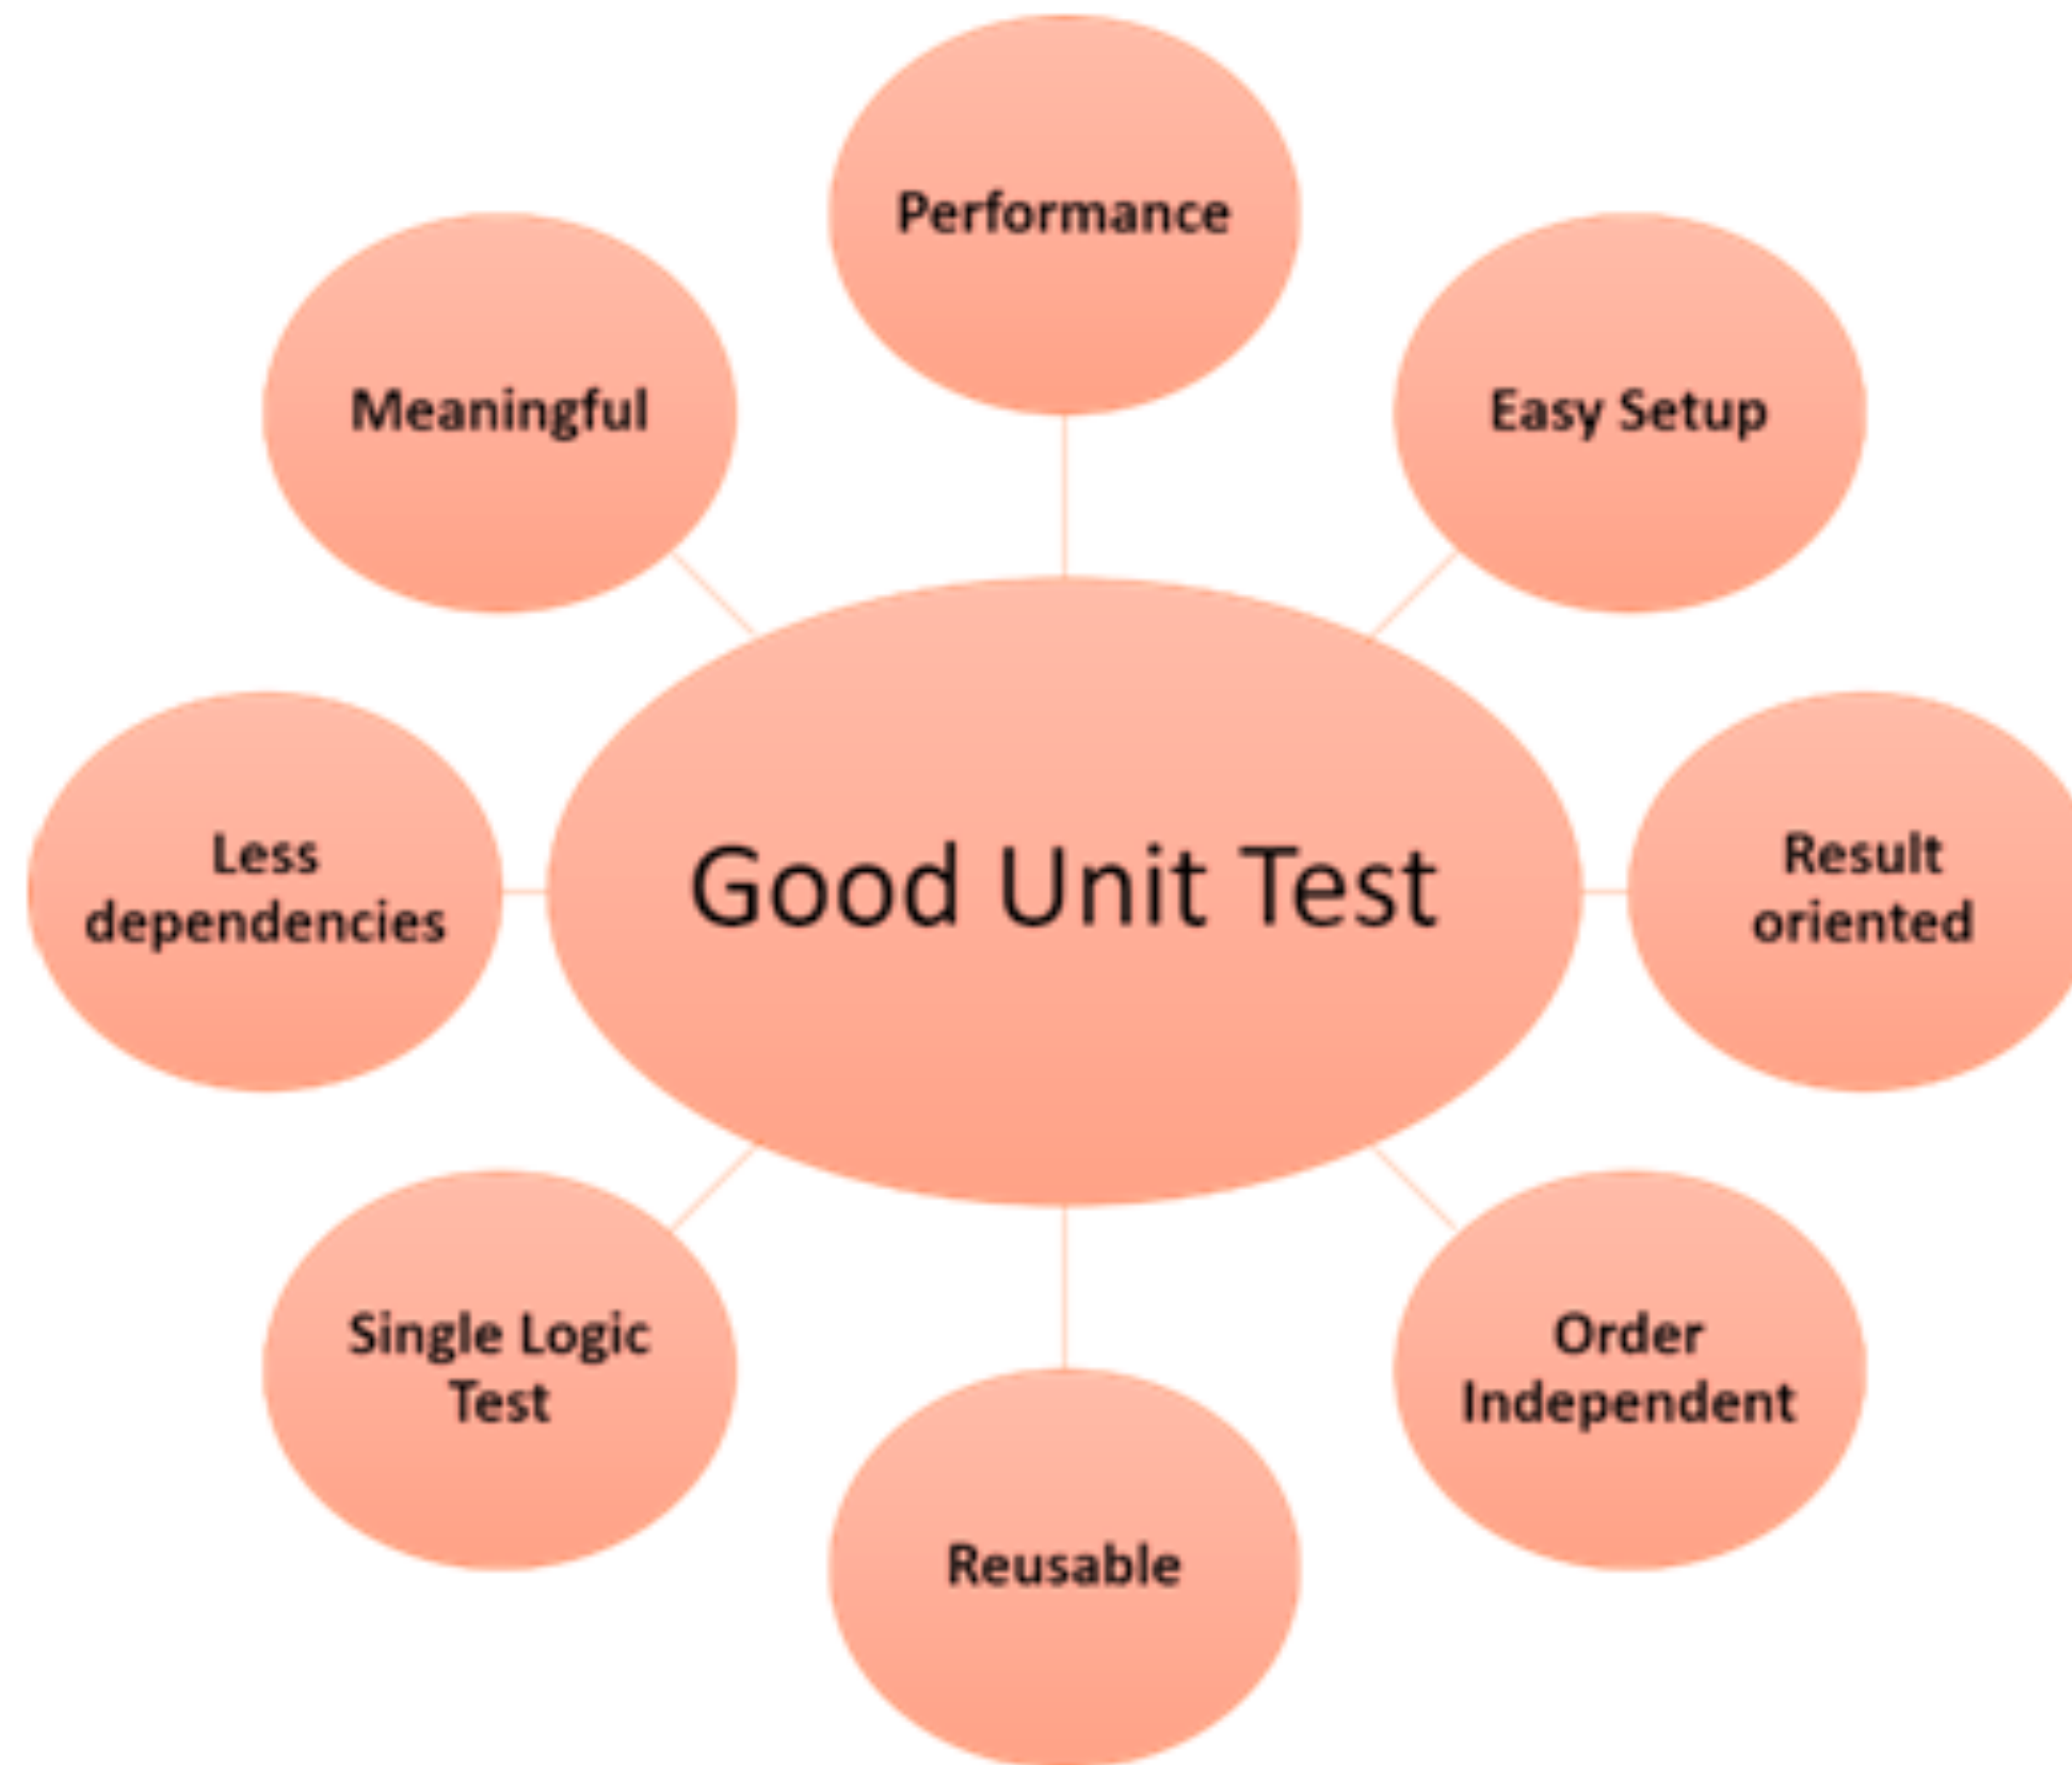 Performance
Meaningful
Easy Setup
Less
dependencies
Good Unit Test
Result
oriented
Single Logic
Test
Order
Independent
Reusable